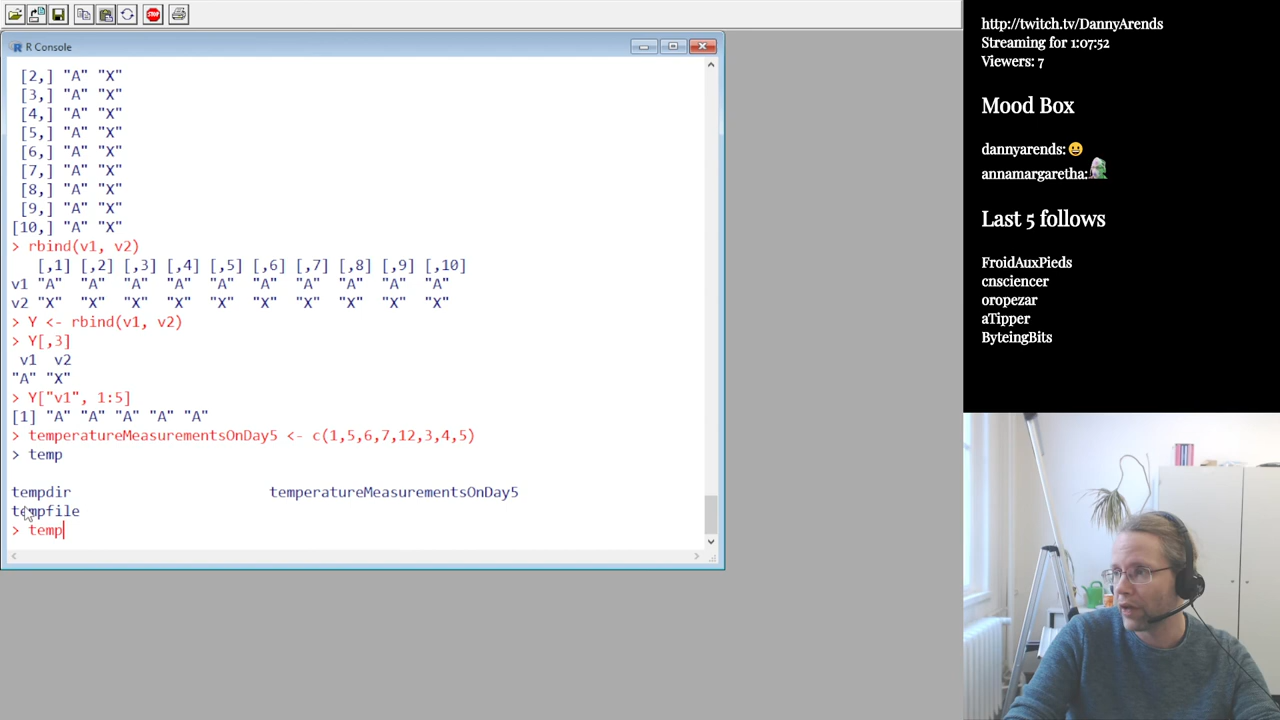 R Console
[2,] "A" "X"
[3,] "A" "X"
[4,] "A" "X"
[5,] "A" "X"
[6,] "A" "X"
[7,] "A" "X"
[8,] "A" "X"
[9,] "A" "X"
[10,] "A" "X"
> rbind(v1, v2)
[,1] [,2] [,3] [,4] [,5] [,6] [,7] [,8] [,9] [,10]
v1 "A" "A" "A" "A" "A" "A" "A" "A" "A" "A"
v2 "X" "X" "X" "X" "X" "X" "X" "X" "X" "X"
> Y <- rbind(v1, v2)
> Y[,3]
v1 v2
"A" "X"
> Y["v1", 1:5]
[1] "A" "A" "A" "A" "A"
> temperatureMeasurementsOnDay5 <- c(1,5,6,7,12,3,4,5)
> temp
tempdir temperatureMeasurementsOnDay5
tempfile
> temp
http://twitch.tv/DannyArends
Streaming for 1:07:52
Viewers: 7
Mood Box
dannyarends:
annamargaretha:
Last 5 follows
FroidAuxPieds
cnsciencer
oropezar
aTipper
ByteingBits
STOP